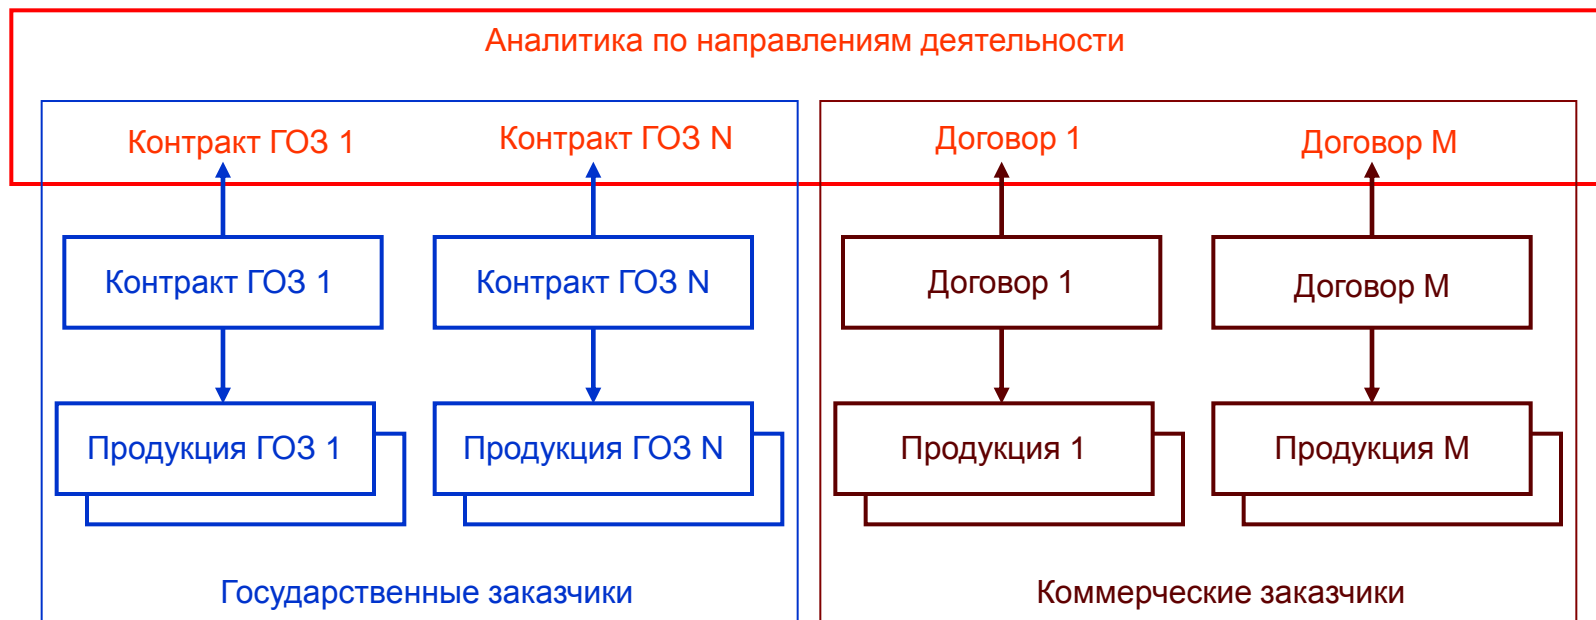 Аналитика по направлениям деятельности
Контракт ГОЗ 1
Контракт ГОЗ N
Договор 1
Договор М
Контракт ГОЗ 1
Контракт ГОЗ N
Договор 1
Договор М
Продукция ГОЗ 1
Продукция ГОЗ N
Продукция 1
Продукция М
Государственные заказчики
Коммерческие заказчики